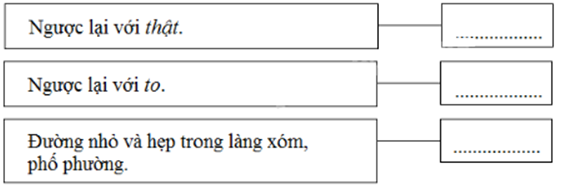 Ngược lại với thật.
...............
Ngược lại với to.
...............
Đường nhỏ và hẹp trong làng xóm,
phố phường.
...............